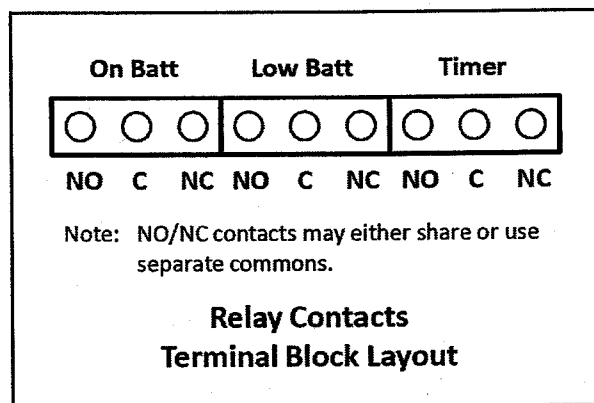 On Batt Low Batt Timer
NO C NC NO C NC NO C NC
Note: NO/NC contacts may either share or use
separate commons.
Relay Contacts
Terminal Block Layout